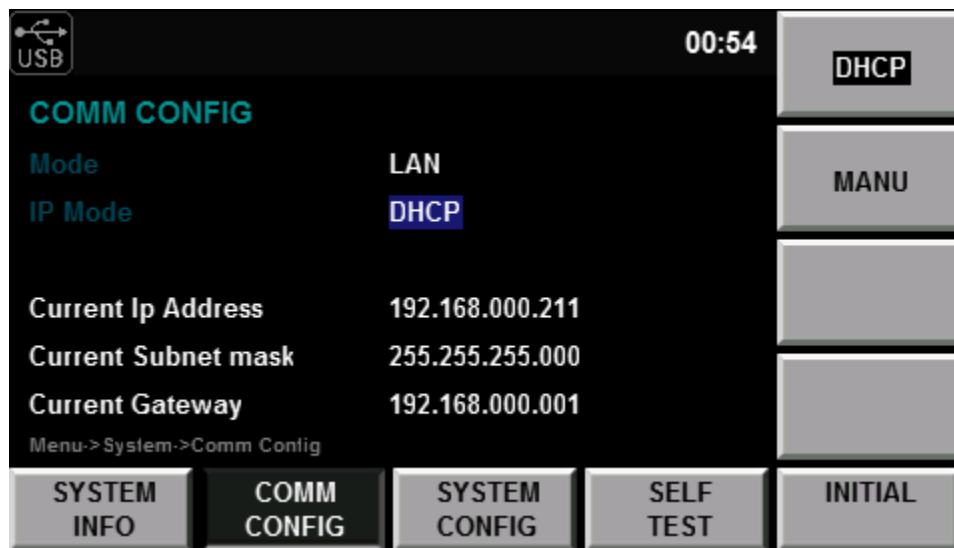 USB
00:54
COMM CONFIG
Mode LAN
IP Mode DHCP
Current Ip Address 192.168.000.211
Current Subnet mask 255.255.255.000
Current Gateway 192.168.000.001
Menu->System->Comm Config
DHCP
MANU
SYSTEM INFO
COMM CONFIG
SYSTEM CONFIG
SELF TEST
INITIAL